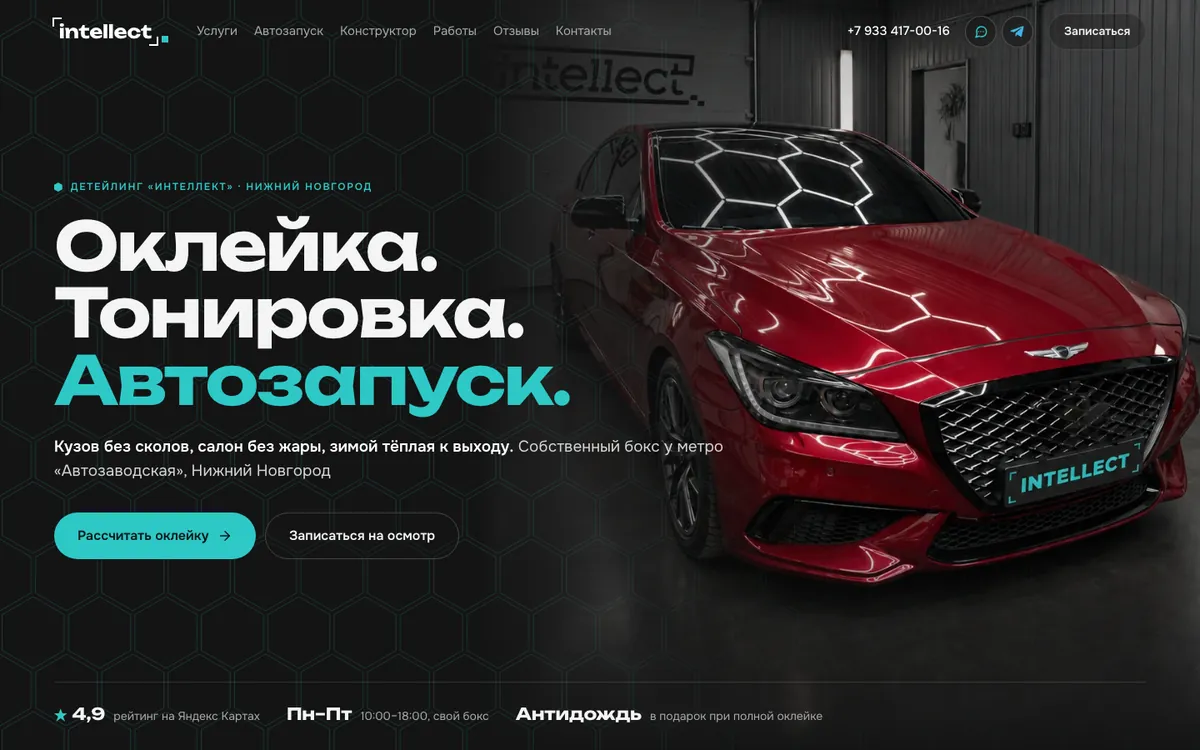 intellect
Услуги Автозапуск Конструктор Работы Отзывы Контакты
+7 933 417-00-16
Записаться
intellect
ДЕТЕЙЛИНГ «ИНТЕЛЛЕКТ» · НИЖНИЙ НОВГОРОД
Оклейка.
Тонировка.
Автозапуск.
Кузов без сколов, салон без жары, зимой тёплая к выходу. Собственный бокс у метро
«Автозаводская», Нижний Новгород
INTELLECT
Рассчитать оклейку →
Записаться на осмотр
★ 4,9 рейтинг на Яндекс Картах
Пн–Пт 10:00–18:00, свой бокс
Антидождь в подарок при полной оклейке